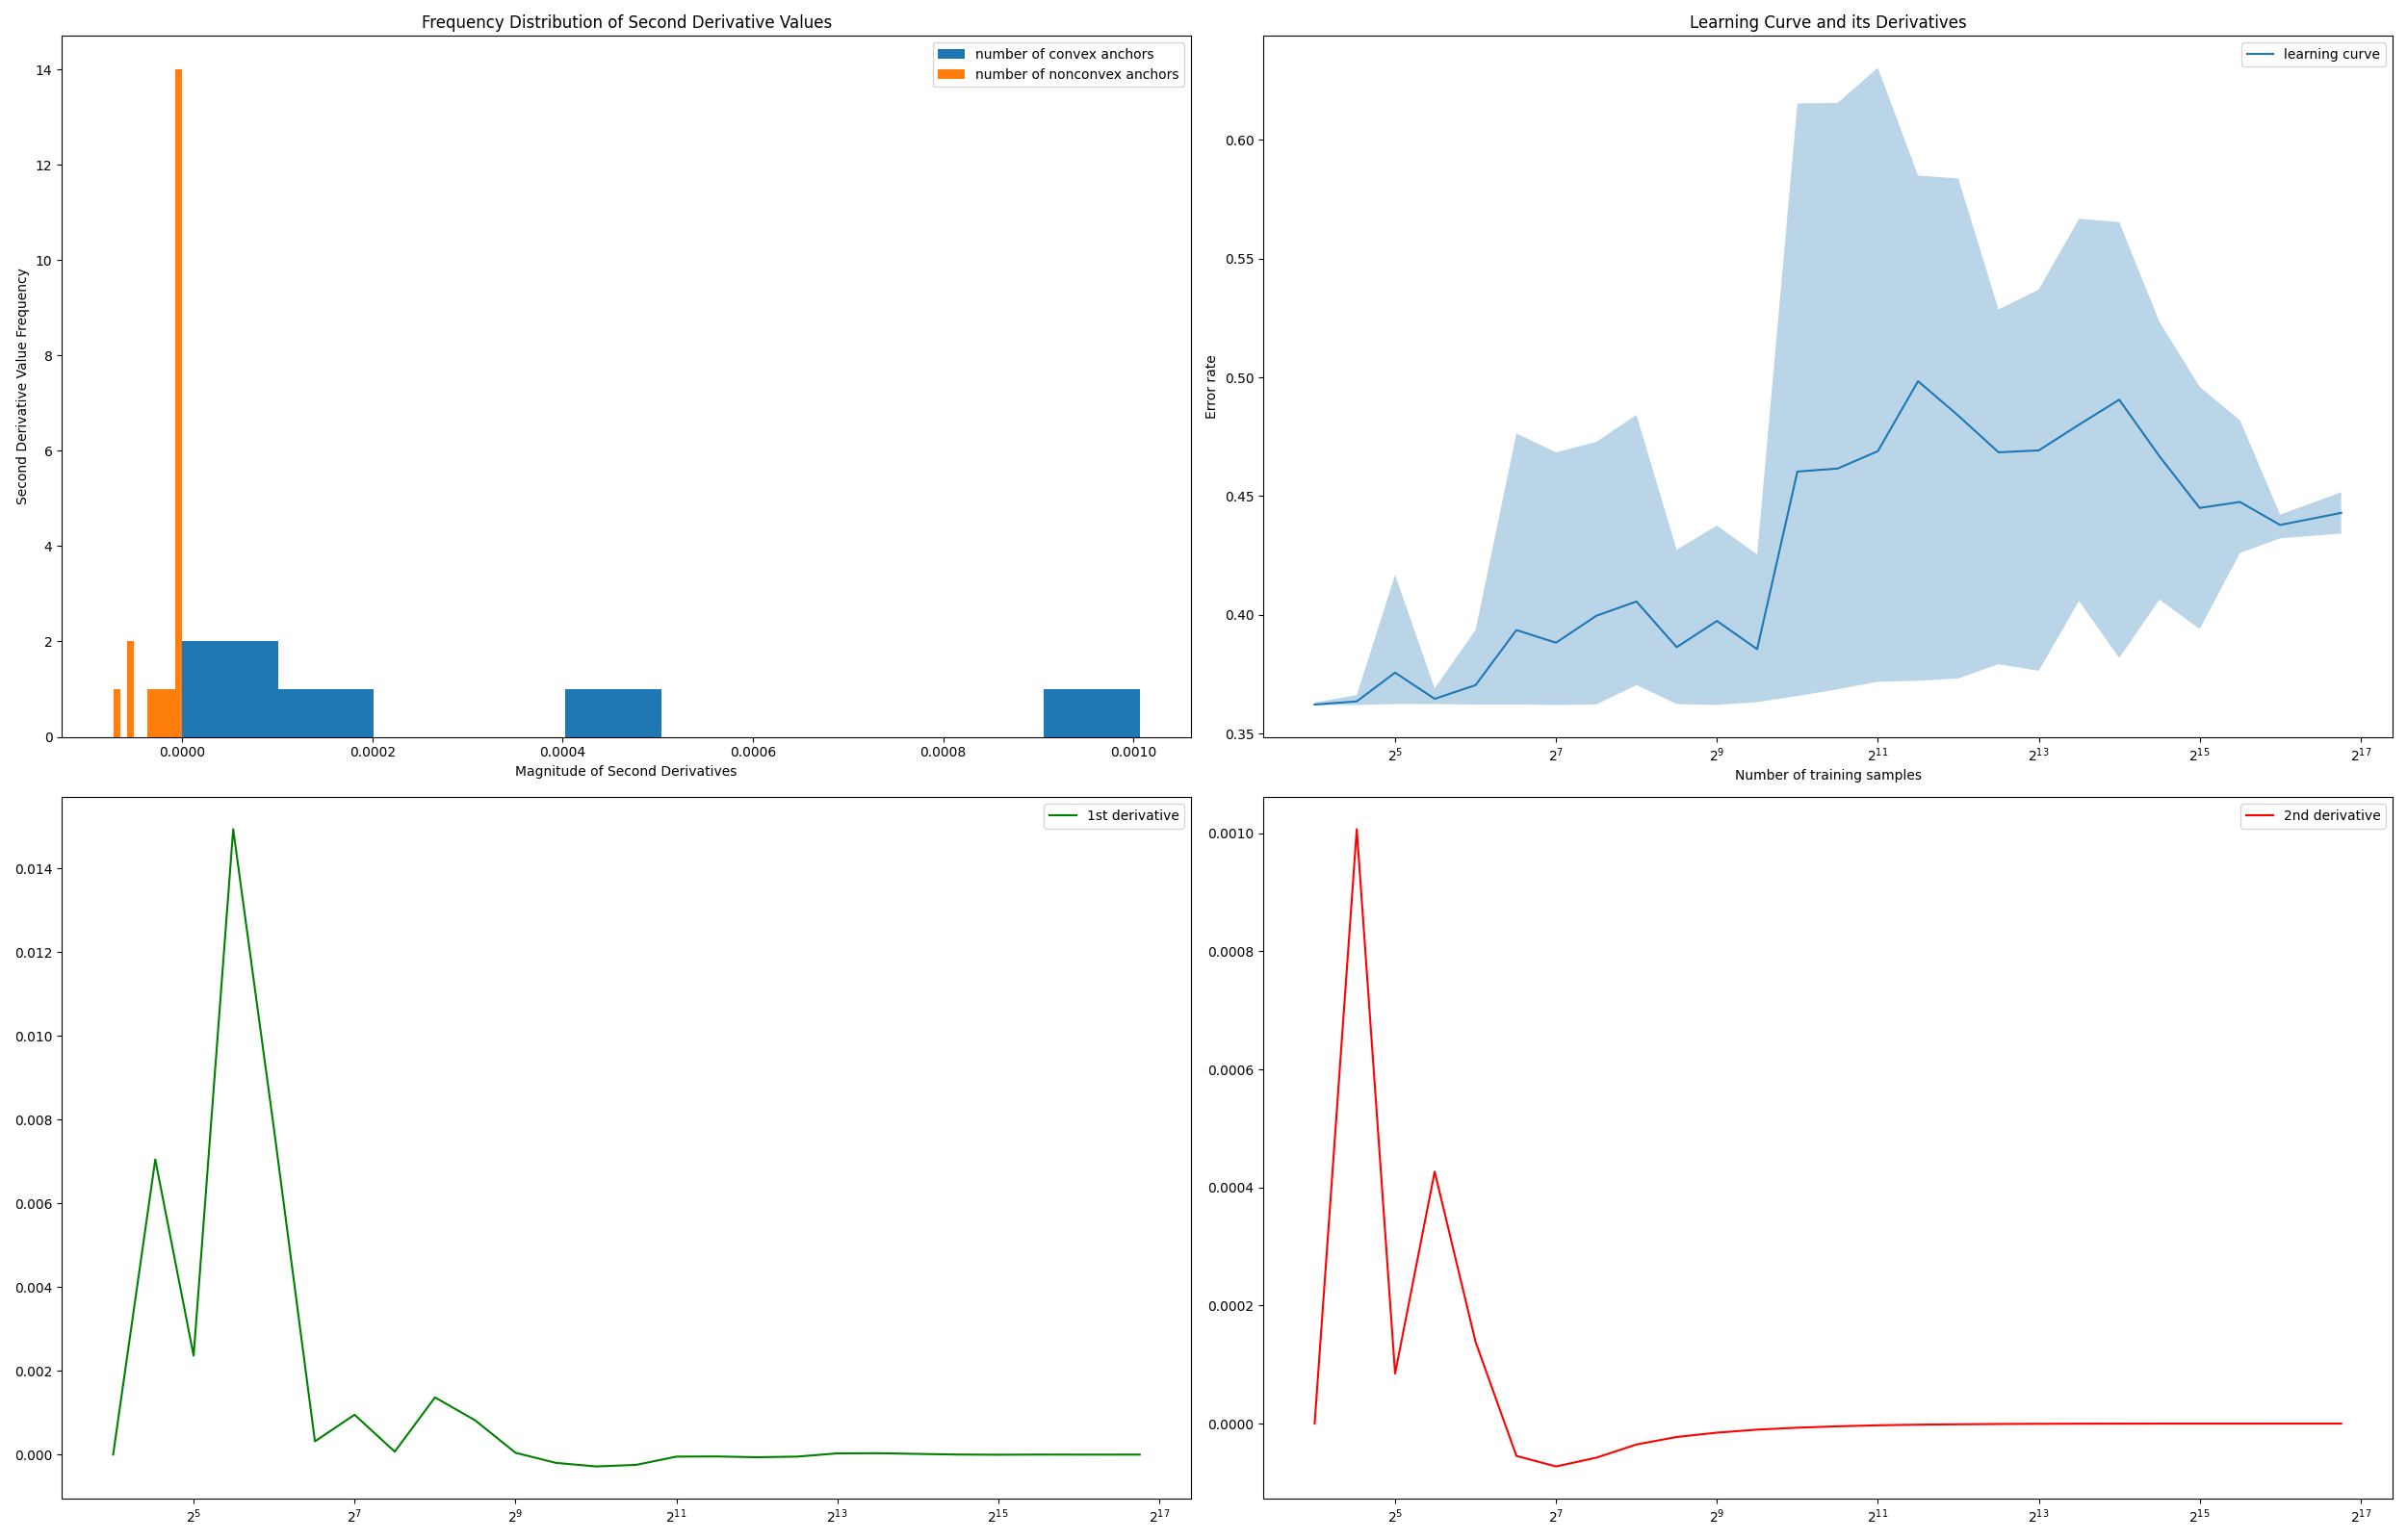 Frequency Distribution of Second Derivative Values
number of convex anchors
number of nonconvex anchors
14
12
10
8
6
4
2
0
Second Derivative Value Frequency
0.0000 0.0002 0.0004 0.0006 0.0008 0.0010
Magnitude of Second Derivatives
Learning Curve and its Derivatives
learning curve
0.60
0.55
0.50
0.45
0.40
0.35
Error rate
2^5 2^7 2^9 2^11 2^13 2^15 2^17
Number of training samples
1st derivative
0.014
0.012
0.010
0.008
0.006
0.004
0.002
0.000
2^5 2^7 2^9 2^11 2^13 2^15 2^17
2nd derivative
0.0010
0.0008
0.0006
0.0004
0.0002
0.0000
2^5 2^7 2^9 2^11 2^13 2^15 2^17